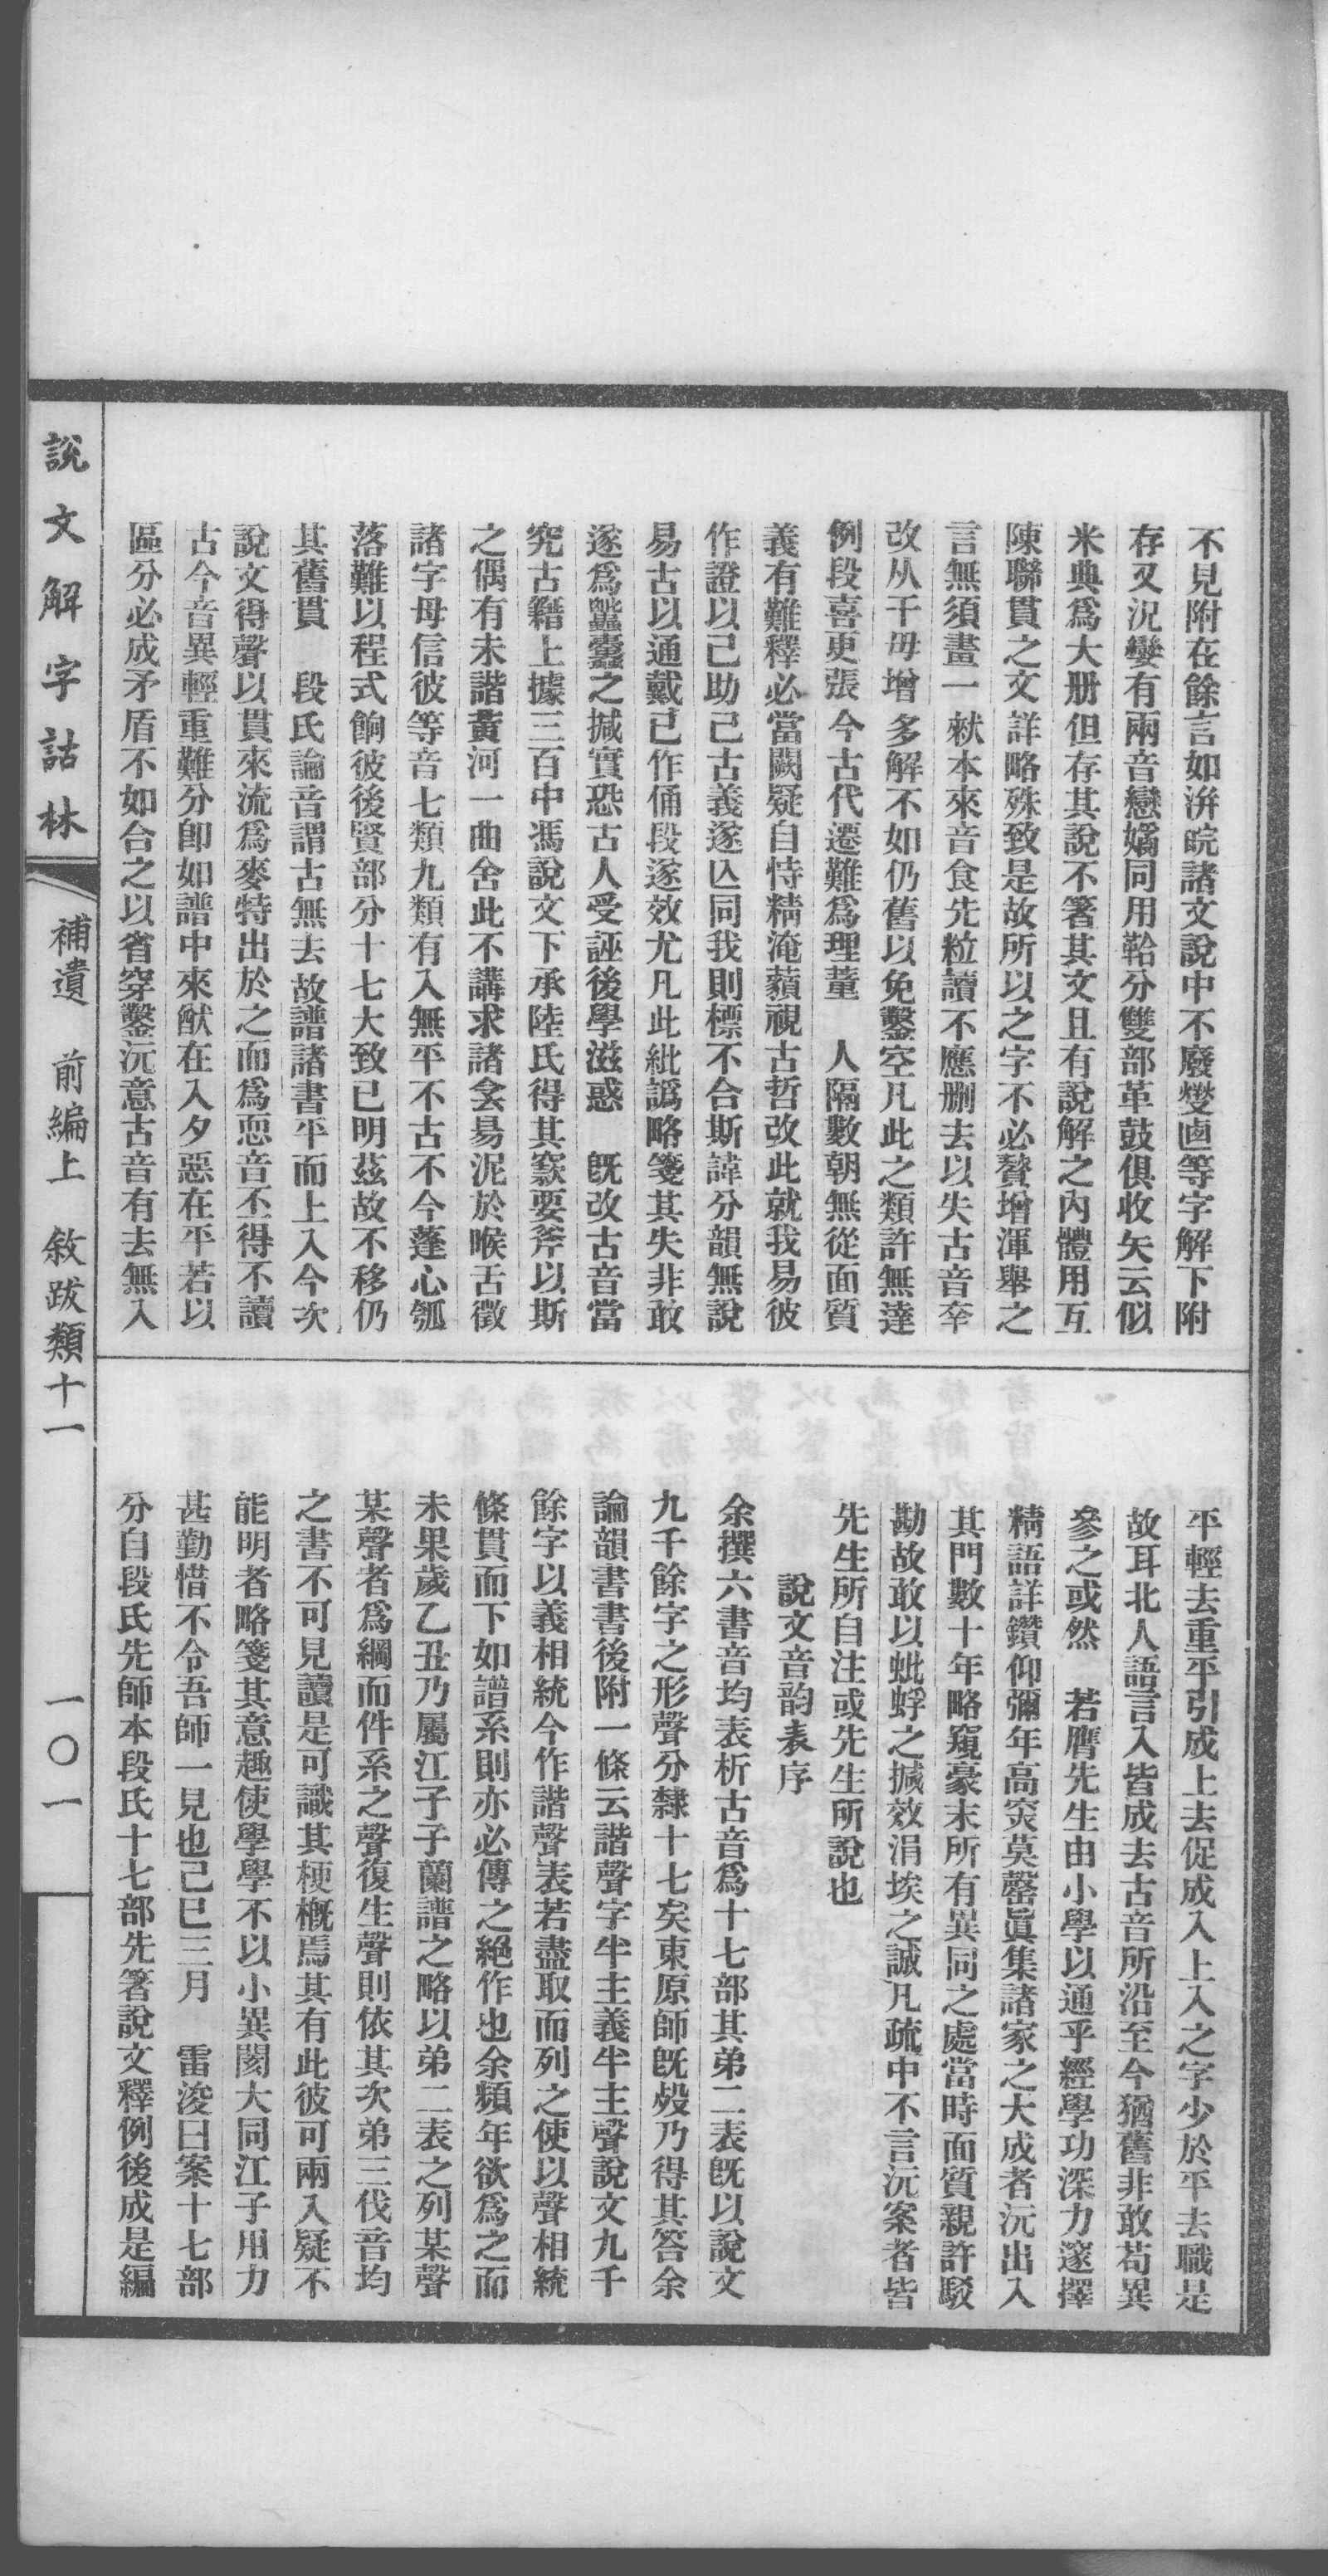 不見附在餘言如洴皖諸文說中不廢燮卤等字解下附
存又況孌有兩音戀嫡同用鞈分雙部革鼓俱收矢云似
米典爲大册但存其說不箸其文且有說解之內體用互
陳聯貫之文詳略殊致是故所以之字不必贅增渾舉之
言無須畫一 本來音食先粒讀不應删去以失古音牵
改从干毋增多解不如仍舊以免鑿空凡此之類許無達
例段喜更張 今古代遷難爲理董 人隔數朝無從面質
義有難釋必當闕疑自恃精淹藐視古哲改此就我易彼
作證以己助己古義遂亾同我則標不合斯諱分韻無說
易古以通戴已作俑段遂效尤凡此紕譌略箋其失非敢
遂爲 之搣實恐古人受誣後學滋惑 旣改古音當
究古籍上據三百中馮說文下承陸氏得其窾要斧以斯
之偶有未諧黃河一曲舍此不講求諸侌昜泥於喉舌徵
諸字母信彼等音七類九類有入無平不古不今蓬心瓠
落難以程式餉彼後賢部分十七大致已明茲故不移仍
其舊貫 段氏論音謂古無去故譜諸書平而上入今次
說文得聲以貫來流爲麥特出於之而爲恧音丕得不讀
古今音異輕重難分卽如譜中來猷在入夕惡在平若以
區分必成矛盾不如合之以省穿鑿沅意古音有去無入
平輕去重平引成上去促成入上入之字少於平去職是
故耳北人語言入皆成去古音所沿至今猶舊非敢苟異
參之或然 若膺先生由小學以通乎經學功深力邃擇
精語詳鑽仰彌年高深莫罄眞集諸家之大成者沅出入
其門數十年略窺豪末所有異同之處當時面質親許駁
勘故敢以蚍蜉之搣效涓埃之誠凡疏中不言沅案者皆
先生所自注或先生所說也
說文音韵表序
余撰六書音均表析古音爲十七部其弟二表旣以說文
九千餘字之形聲分隸十七矣東原師旣殁乃得其答余
論韻書書後附一條云諧聲字半主義半主聲說文九千
餘字以義相統今作諧聲表若盡取而列之使以聲相統
條貫而下如譜系則亦必傳之絕作也余頻年欲爲之而
未果歲乙丑乃屬江子子蘭譜之略以弟二表之列某聲
某聲者爲綱而件系之聲復生聲則依其次弟三伐音均
之書不可見讀是可識其梗槪焉其有此彼可兩入疑不
能明者略箋其意趣使學學不以小異閡大同江子用力
甚勤惜不令吾師一見也己巳三月 雷浚曰案十七部
分自段氏先師本段氏十七部先箸說文釋例後成是編
說文解字詁林
補遺 前編上 敘跋類十一
一〇一